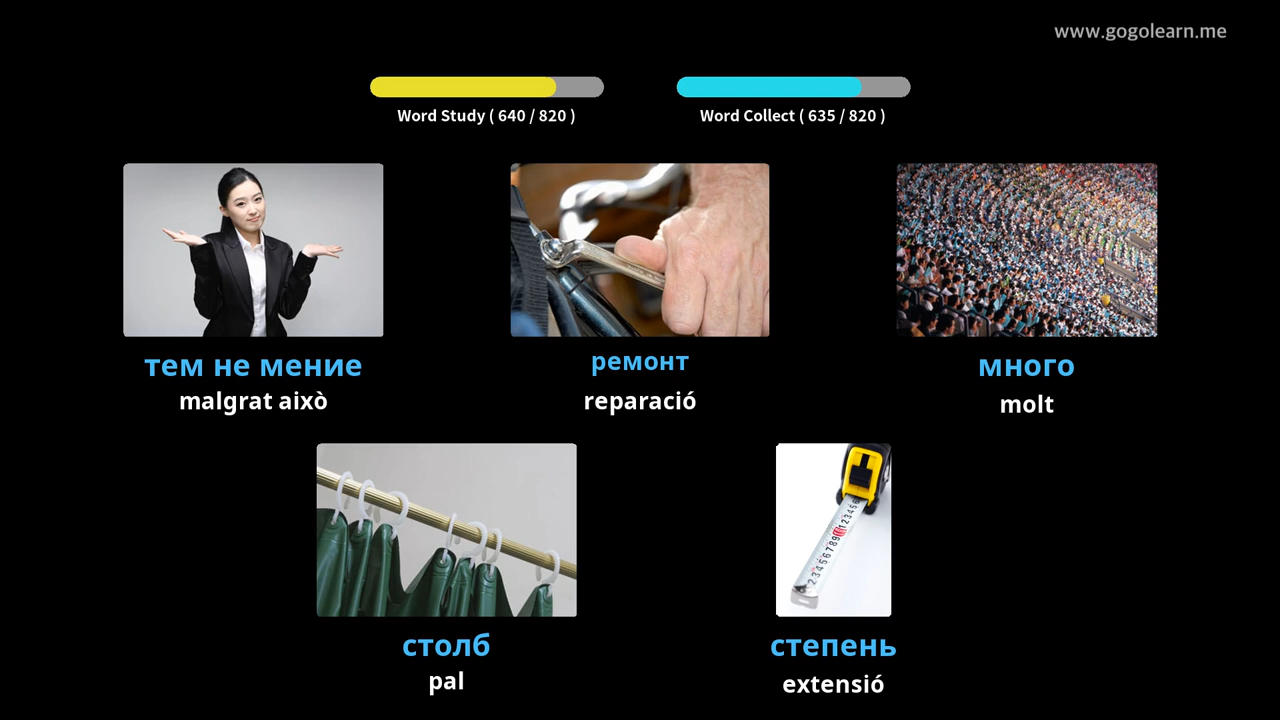 www.gogolearn.me
Word Study ( 640 / 820 )
Word Collect ( 635 / 820 )
тем не мение
malgrat això
ремонт
reparació
много
molt
столб
pal
степень
extensió